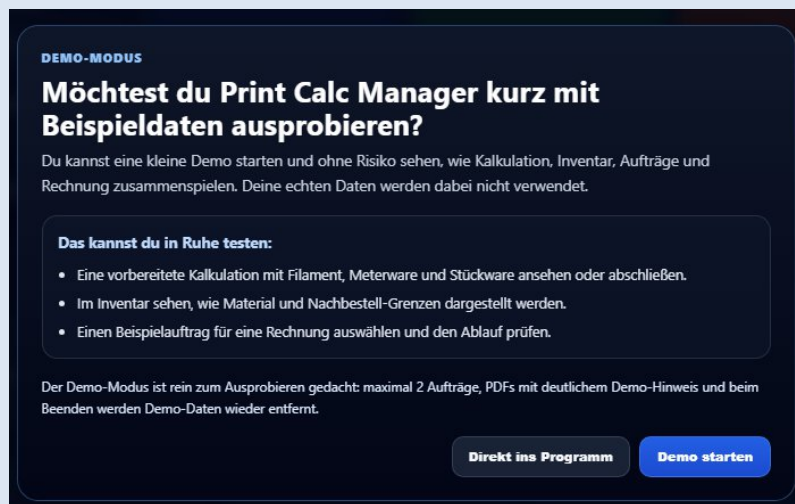 DEMO-MODUS
Möchtest du Print Calc Manager kurz mit
Beispieldaten ausprobieren?
Du kannst eine kleine Demo starten und ohne Risiko sehen, wie Kalkulation, Inventar, Aufträge und
Rechnung zusammenspielen. Deine echten Daten werden dabei nicht verwendet.
Das kannst du in Ruhe testen:
• Eine vorbereitete Kalkulation mit Filament, Meterware und Stückware ansehen oder abschließen.
• Im Inventar sehen, wie Material und Nachbestell-Grenzen dargestellt werden.
• Einen Beispielauftrag für eine Rechnung auswählen und den Ablauf prüfen.
Der Demo-Modus ist rein zum Ausprobieren gedacht: maximal 2 Aufträge, PDFs mit deutlichem Demo-Hinweis und beim
Beenden werden Demo-Daten wieder entfernt.
Direkt ins Programm
Demo starten